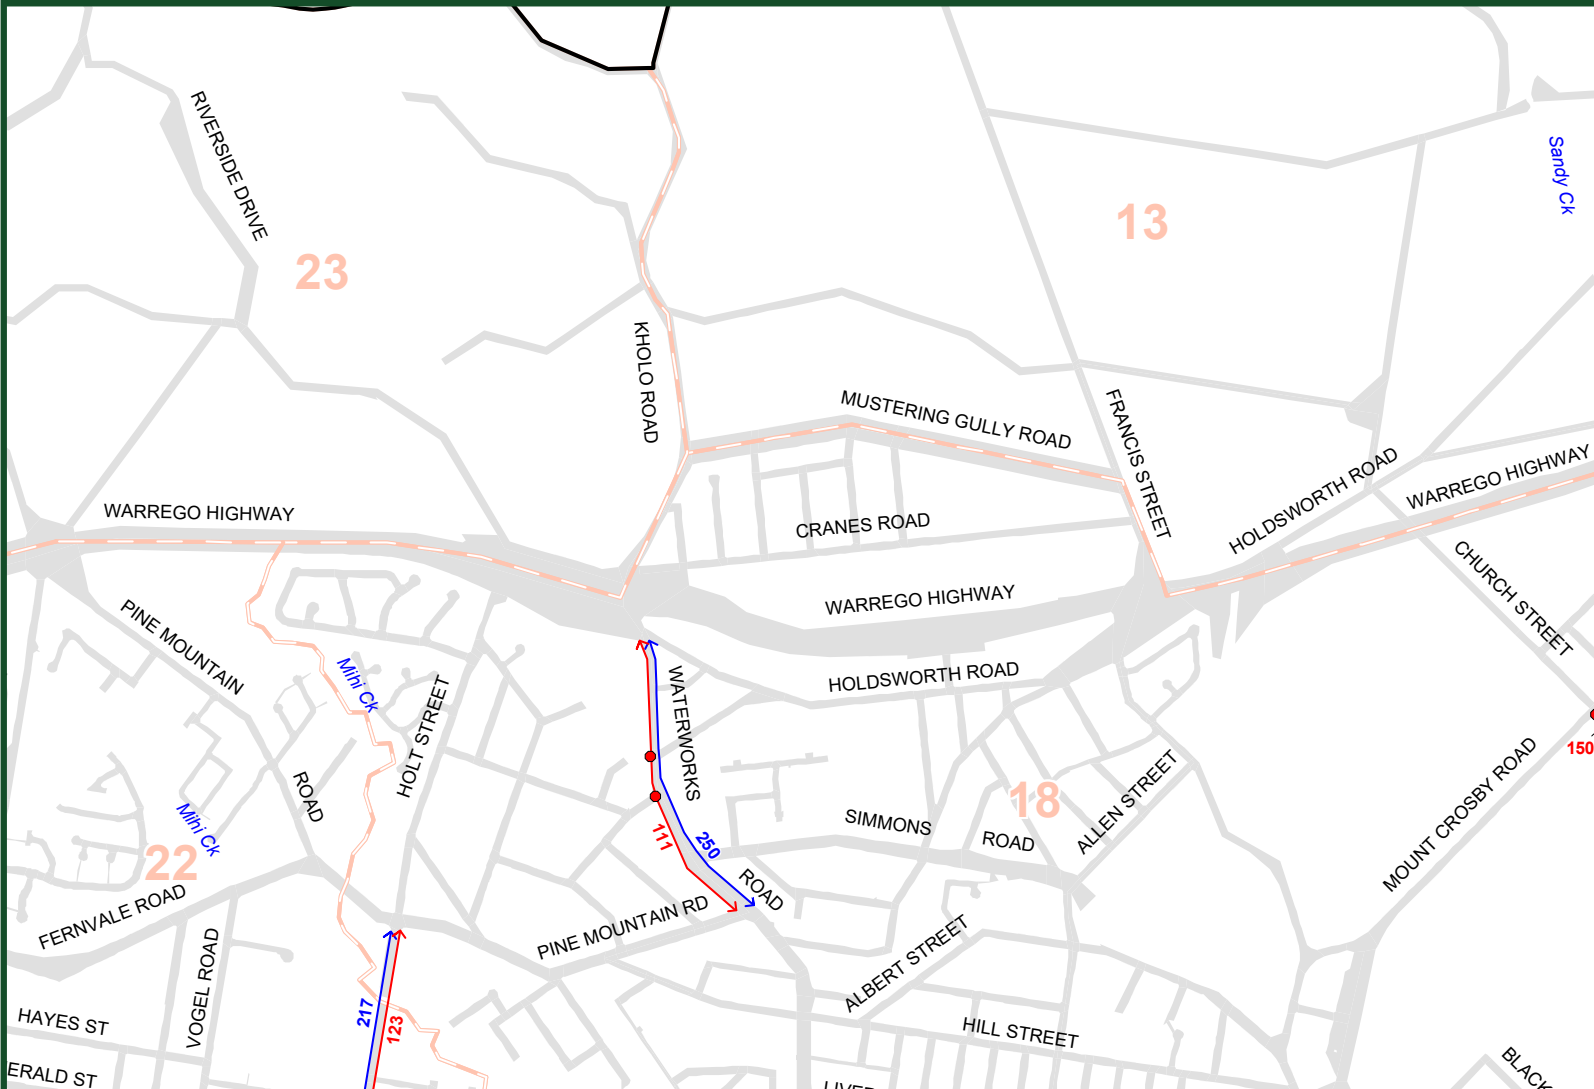 RIVERSIDE DRIVE
Sandy Ck
13
23
KHOLO ROAD
MUSTERING GULLY ROAD
FRANCIS STREET
HOLDSWORTH ROAD
WARREGO HIGHWAY
WARREGO HIGHWAY
CRANES ROAD
CHURCH STREET
WARREGO HIGHWAY
PINE MOUNTAIN
ROAD
Mihi Ck
HOLT STREET
WATERWORKS
ROAD
HOLDSWORTH ROAD
150
MOUNT CROSBY ROAD
18
ALLEN STREET
SIMMONS
ROAD
Mihi Ck
22
111
250
FERNVALE ROAD
PINE MOUNTAIN RD
ALBERT STREET
VOGEL ROAD
217
123
HAYES ST
HILL STREET
ERALD ST
BLACK